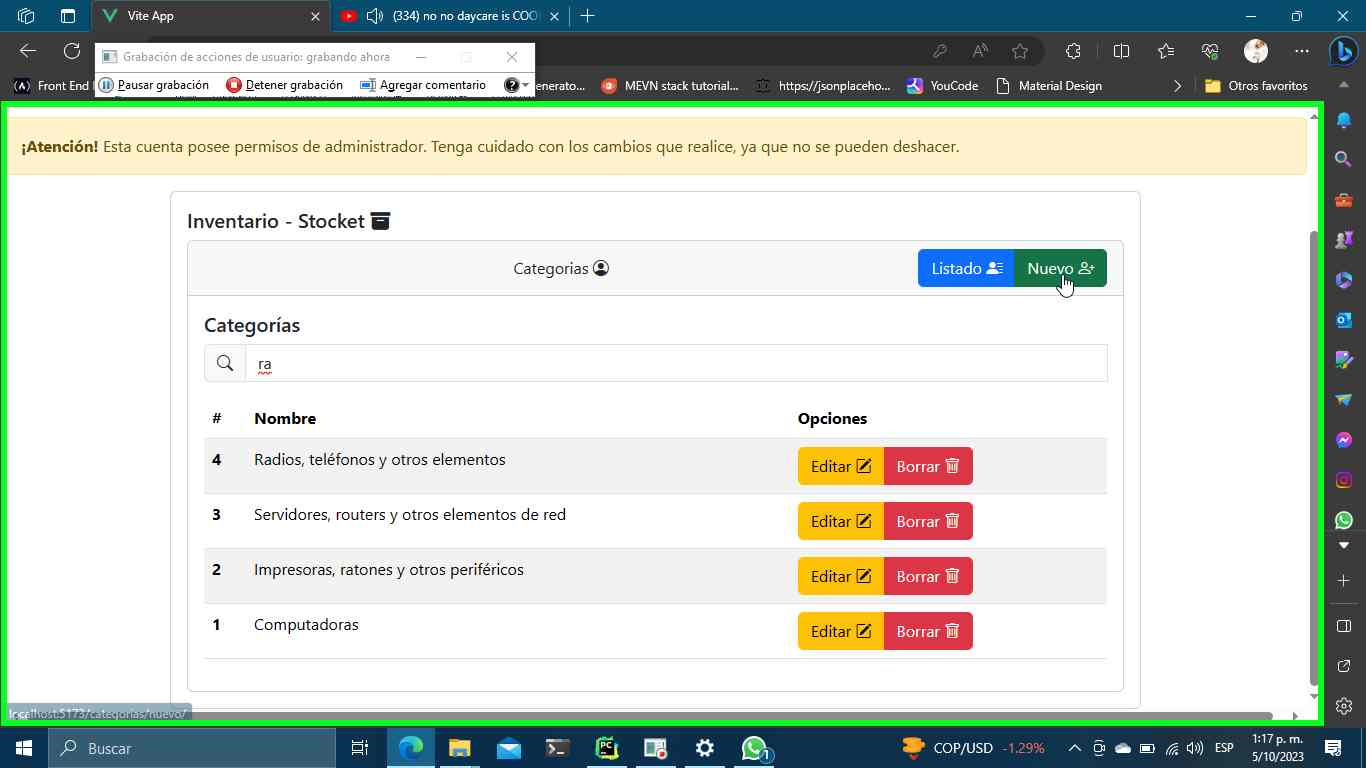 Vite App
(334) no no daycare is COO
Grabación de acciones de usuario: grabando ahora
Pausar grabación
Detener grabación
Agregar comentario
Front End
enerato...
MEVN stack tutorial...
https://jsonplaceho...
YouCode
Material Design
Otros favoritos
¡Atención! Esta cuenta posee permisos de administrador. Tenga cuidado con los cambios que realice, ya que no se pueden deshacer.
Inventario - Stocket
Categorias
Listado
Nuevo
Categorías
ra
# Nombre Opciones
4 Radios, teléfonos y otros elementos Editar Borrar
3 Servidores, routers y otros elementos de red Editar Borrar
2 Impresoras, ratones y otros periféricos Editar Borrar
1 Computadoras Editar Borrar
localhost:5173/categorias/nuevo/
Buscar
PC
1
COP/USD -1.29%
ESP
1:17 p. m.
5/10/2023